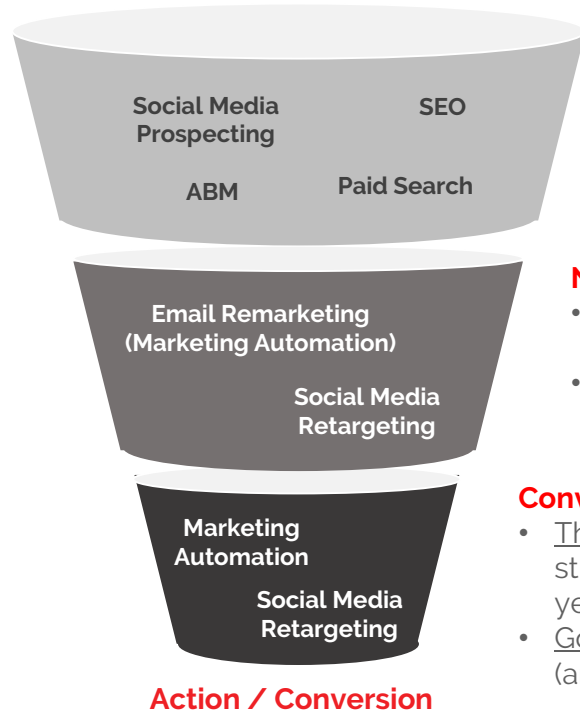 Social Media
Prospecting
SEO
ABM
Paid Search
Email Remarketing
(Marketing Automation)
Social Media
Retargeting
Marketing
Automation
Social Media
Retargeting
Action / Conversion